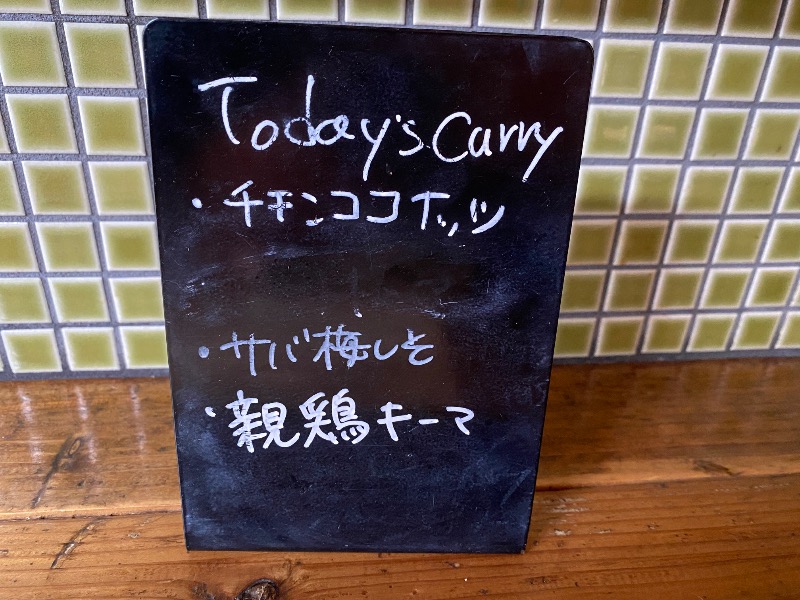 Today's Curry
・チキンココナッツ
・サバ梅しそ
・親鶏キーマ